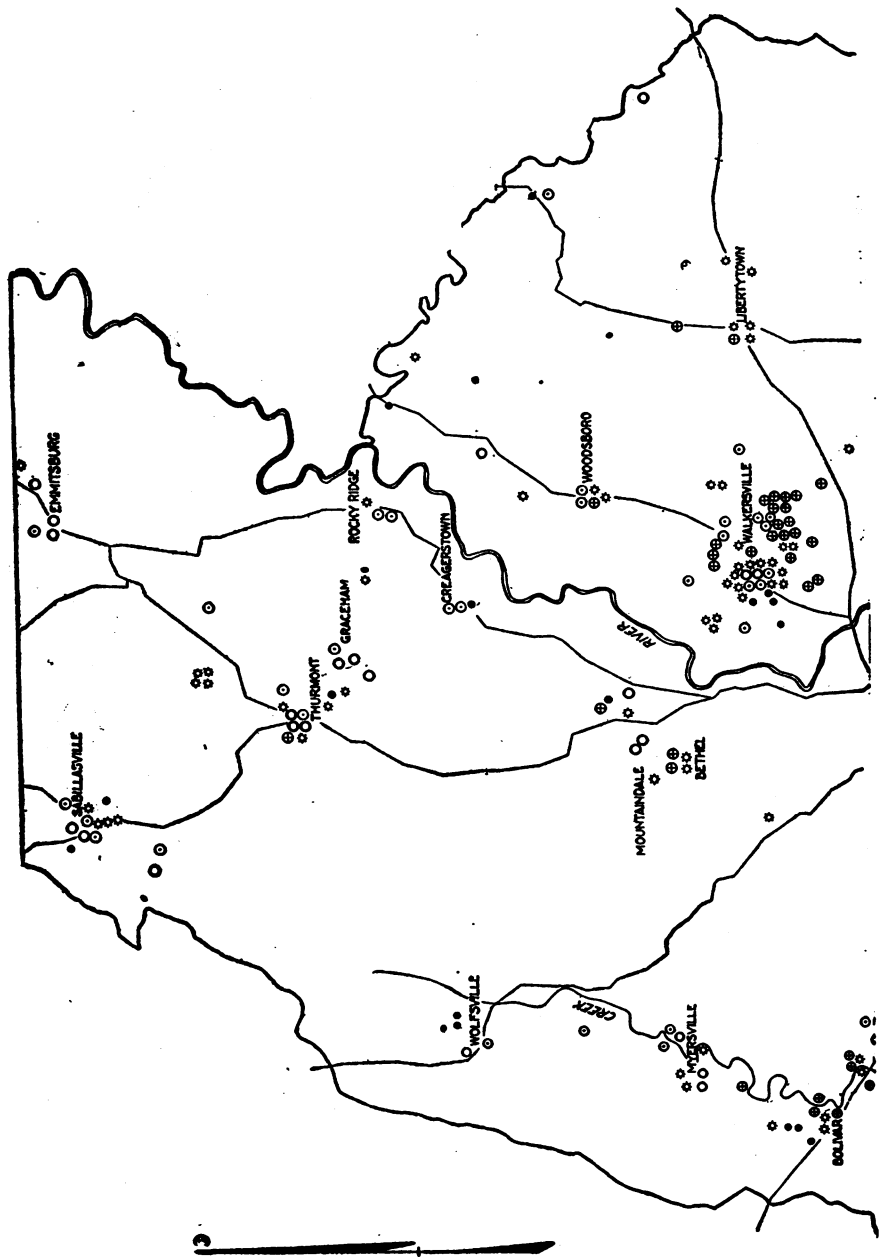 EMMITSBURG
SABILLASVILLE
ROCKY RIDGE
GRACEHAM
THURMONT
CREAGERSTOWN
WOODSBORO
LIBERTYTOWN
WALKERSVILLE
RIVER
MOUNTAINDALE
BETHEL
WOLFSVILLE
CREEK
MYERSVILLE
BOLIVAR